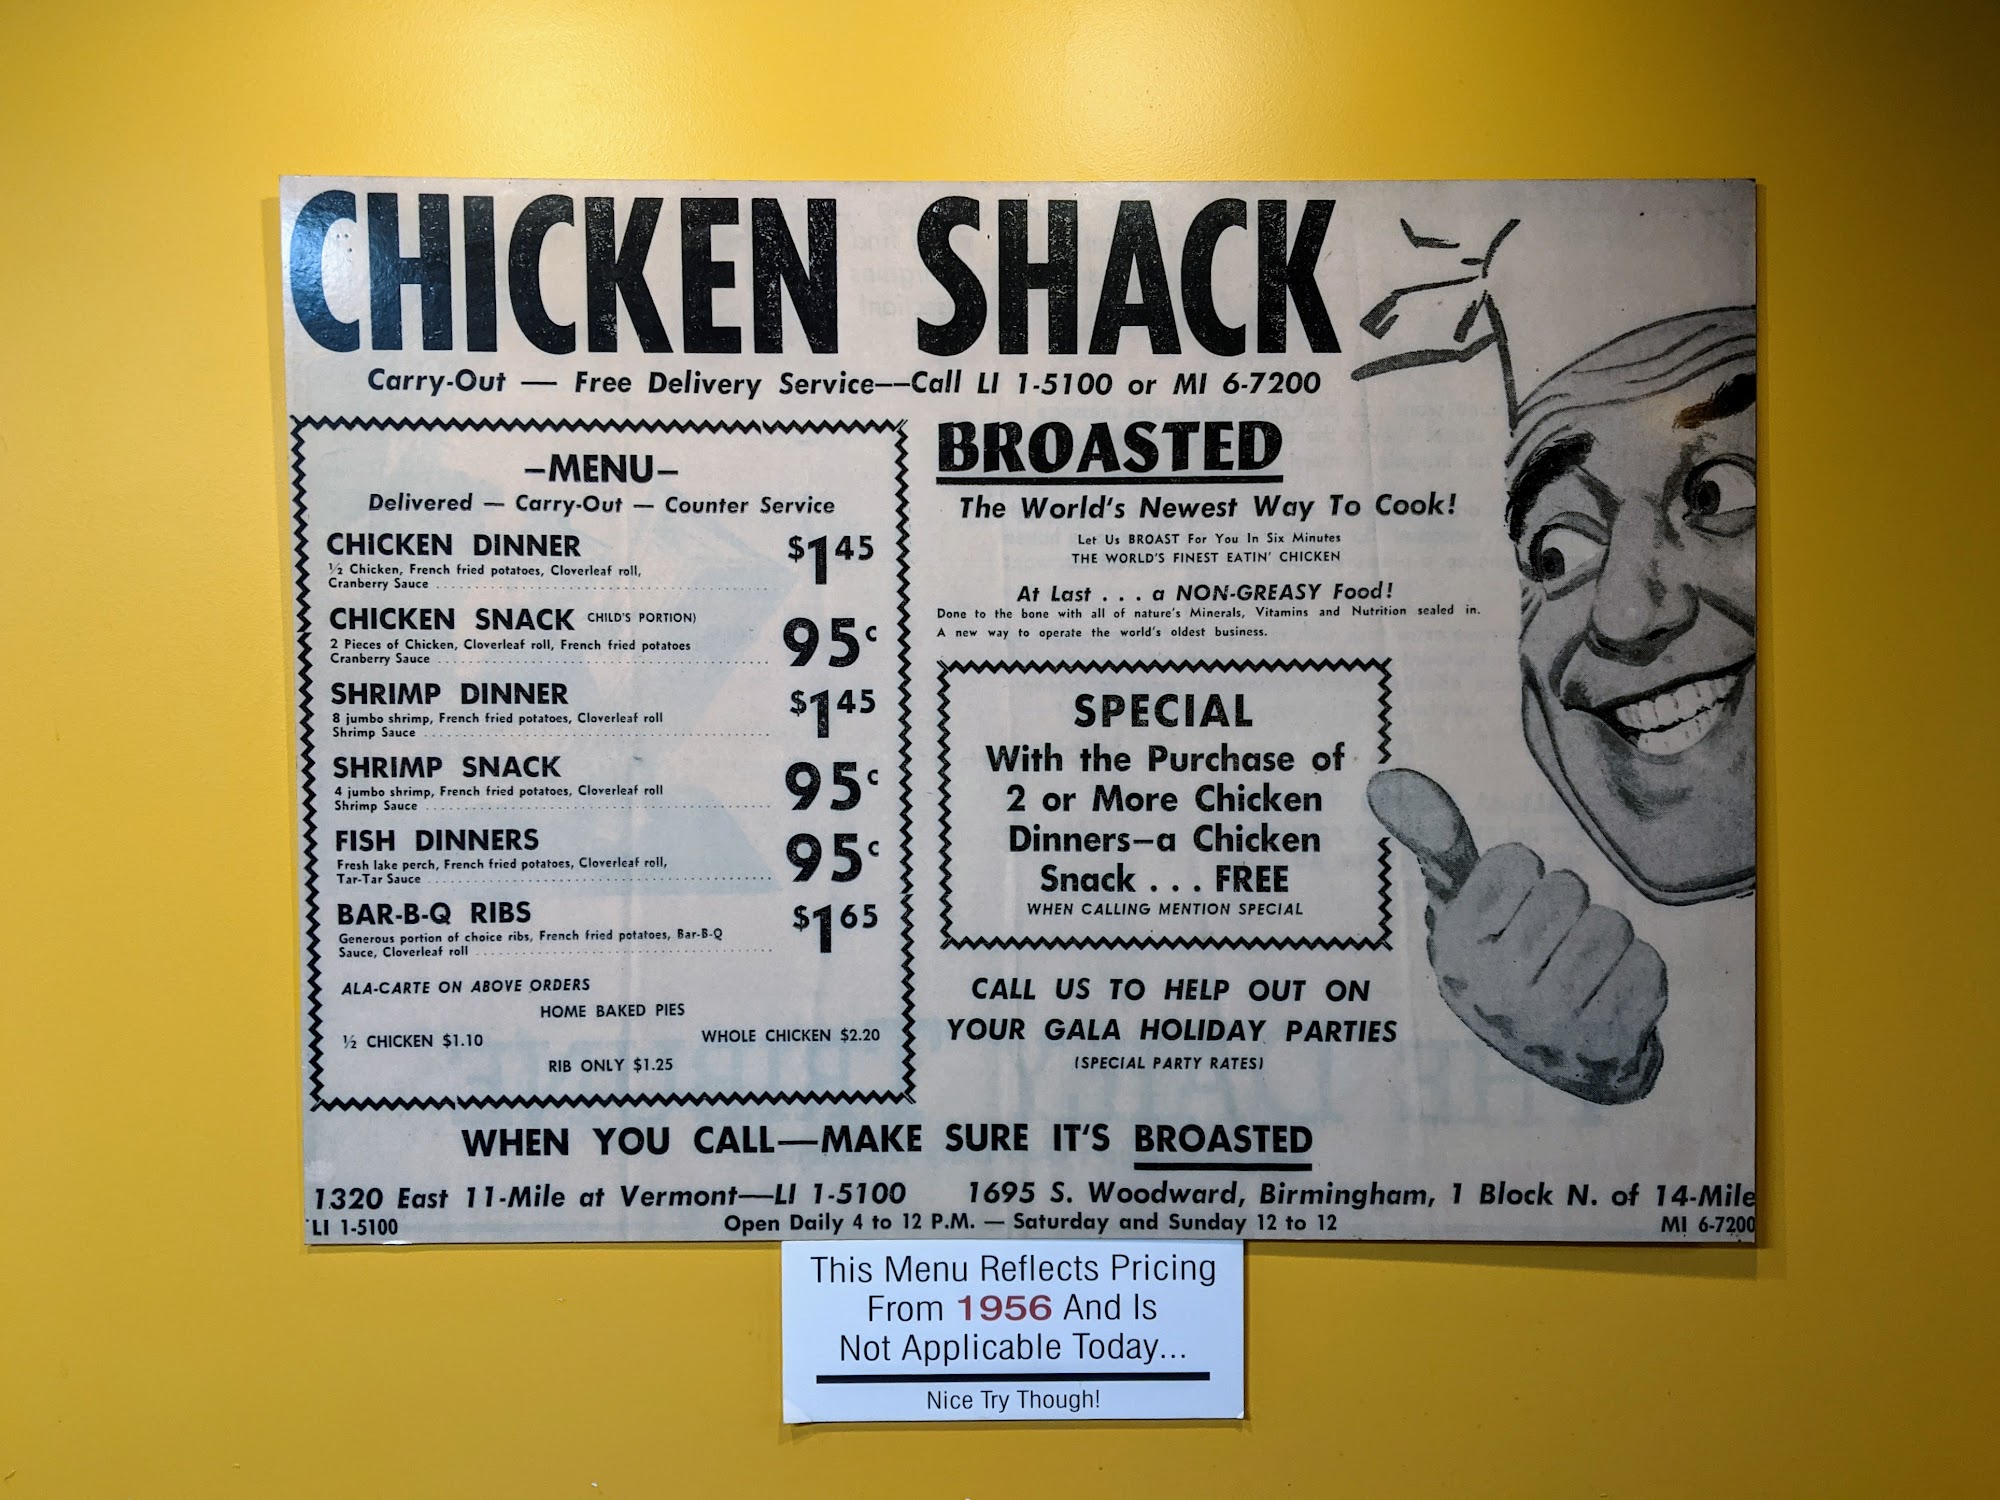 CHICKEN SHACK
Carry-Out — Free Delivery Service——Call LI 1-5100 or MI 6-7200
–MENU–
Delivered — Carry-Out — Counter Service
CHICKEN DINNER $1 45
½ Chicken, French fried potatoes, Cloverleaf roll,
Cranberry Sauce
CHICKEN SNACK CHILD'S PORTION) 95c
2 Pieces of Chicken, Cloverleaf roll, French fried potatoes
Cranberry Sauce
SHRIMP DINNER $1 45
8 jumbo shrimp, French fried potatoes, Cloverleaf roll
Shrimp Sauce
SHRIMP SNACK 95c
4 jumbo shrimp, French fried potatoes, Cloverleaf roll
Shrimp Sauce
FISH DINNERS 95c
Fresh lake perch, French fried potatoes, Cloverleaf roll,
Tar-Tar Sauce
BAR-B-Q RIBS $1 65
Generous portion of choice ribs, French fried potatoes, Bar-B-Q
Sauce, Cloverleaf roll
ALA-CARTE ON ABOVE ORDERS
HOME BAKED PIES
½ CHICKEN $1.10 WHOLE CHICKEN $2.20
RIB ONLY $1.25
BROASTED
The World's Newest Way To Cook!
Let Us BROAST For You In Six Minutes
THE WORLD'S FINEST EATIN' CHICKEN
At Last . . . a NON-GREASY Food!
Done to the bone with all of nature's Minerals, Vitamins and Nutrition sealed in.
A new way to operate the world's oldest business.
SPECIAL
With the Purchase of
2 or More Chicken
Dinners—a Chicken
Snack . . . FREE
WHEN CALLING MENTION SPECIAL
CALL US TO HELP OUT ON
YOUR GALA HOLIDAY PARTIES
(SPECIAL PARTY RATES)
WHEN YOU CALL—MAKE SURE IT'S BROASTED
1320 East 11-Mile at Vermont—LI 1-5100 1695 S. Woodward, Birmingham, 1 Block N. of 14-Mile
LI 1-5100 Open Daily 4 to 12 P.M. — Saturday and Sunday 12 to 12 MI 6-7200
This Menu Reflects Pricing
From 1956 And Is
Not Applicable Today...
Nice Try Though!